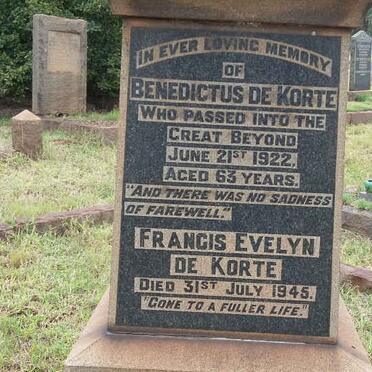 IN EVER LOVING MEMORY
OF
BENEDICTUS DE KORTE
WHO PASSED INTO THE
GREAT BEYOND
JUNE 21ST 1922.
AGED 63 YEARS.
"AND THERE WAS NO SADNESS
OF FAREWELL."
FRANCIS EVELYN
DE KORTE
DIED 31ST JULY 1945.
"GONE TO A FULLER LIFE."